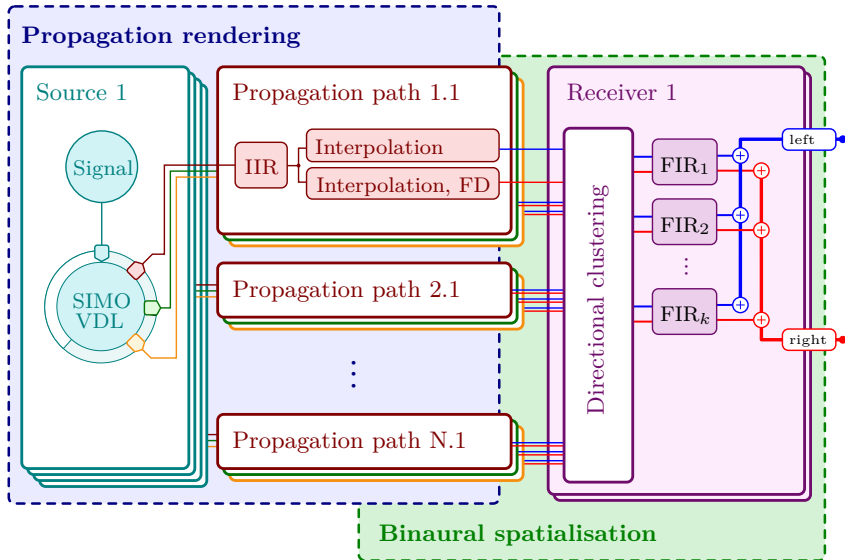 Propagation rendering
Source 1
Signal
SIMO
VDL
Propagation path 1.1
IIR
Interpolation
Interpolation, FD
Propagation path 2.1
⋮
Propagation path N.1
Receiver 1
Directional clustering
FIR₁
FIR₂
⋮
FIRₖ
left
right
Binaural spatialisation